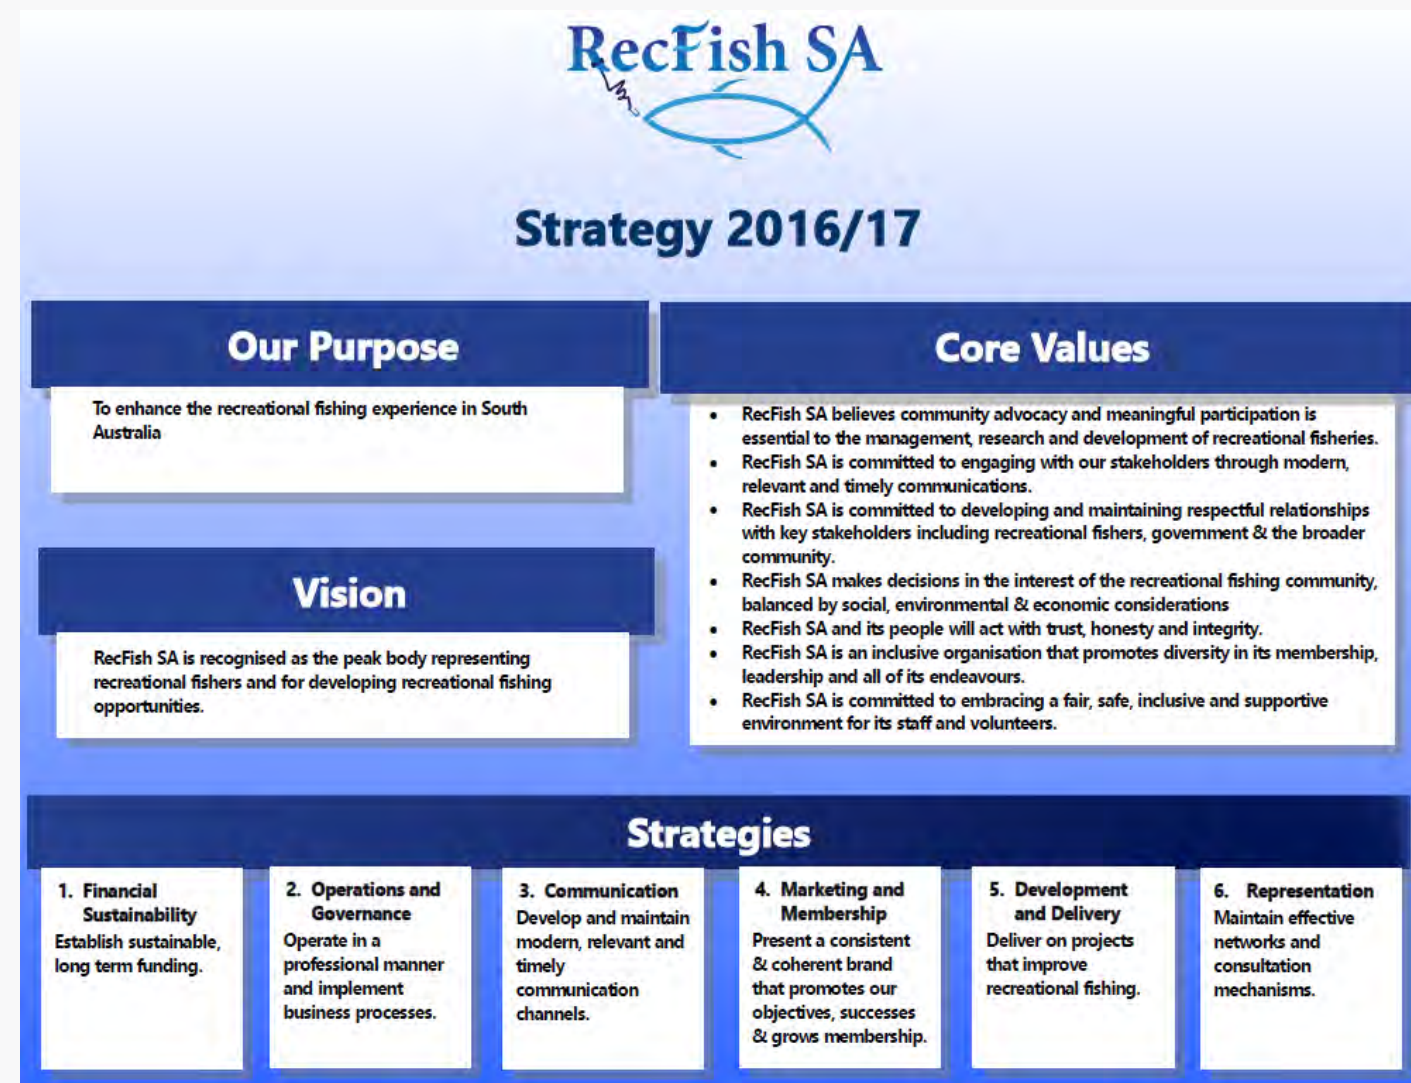 RecFish SA
Strategy 2016/17
Our Purpose
To enhance the recreational fishing experience in South
Australia
Vision
RecFish SA is recognised as the peak body representing
recreational fishers and for developing recreational fishing
opportunities.
Core Values
• RecFish SA believes community advocacy and meaningful participation is
essential to the management, research and development of recreational fisheries.
• RecFish SA is committed to engaging with our stakeholders through modern,
relevant and timely communications.
• RecFish SA is committed to developing and maintaining respectful relationships
with key stakeholders including recreational fishers, government & the broader
community.
• RecFish SA makes decisions in the interest of the recreational fishing community,
balanced by social, environmental & economic considerations
• RecFish SA and its people will act with trust, honesty and integrity.
• RecFish SA is an inclusive organisation that promotes diversity in its membership,
leadership and all of its endeavours.
• RecFish SA is committed to embracing a fair, safe, inclusive and supportive
environment for its staff and volunteers.
Strategies
1. Financial
Sustainability
Establish sustainable,
long term funding.
2. Operations and
Governance
Operate in a
professional manner
and implement
business processes.
3. Communication
Develop and maintain
modern, relevant and
timely
communication
channels.
4. Marketing and
Membership
Present a consistent
& coherent brand
that promotes our
objectives, successes
& grows membership.
5. Development
and Delivery
Deliver on projects
that improve
recreational fishing.
6. Representation
Maintain effective
networks and
consultation
mechanisms.